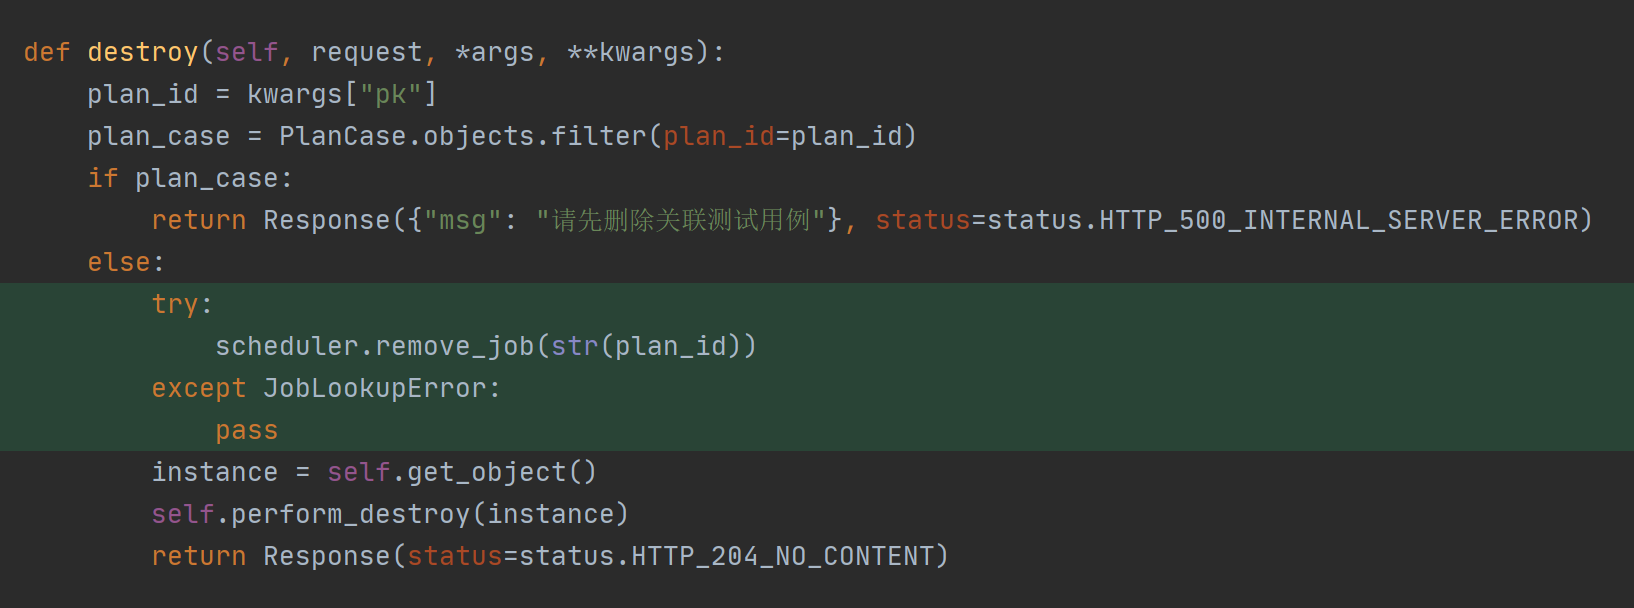 def destroy(self, request, *args, **kwargs):
    plan_id = kwargs["pk"]
    plan_case = PlanCase.objects.filter(plan_id=plan_id)
    if plan_case:
        return Response({"msg": "请先删除关联测试用例"}, status=status.HTTP_500_INTERNAL_SERVER_ERROR)
    else:
        try:
            scheduler.remove_job(str(plan_id))
        except JobLookupError:
            pass
        instance = self.get_object()
        self.perform_destroy(instance)
        return Response(status=status.HTTP_204_NO_CONTENT)